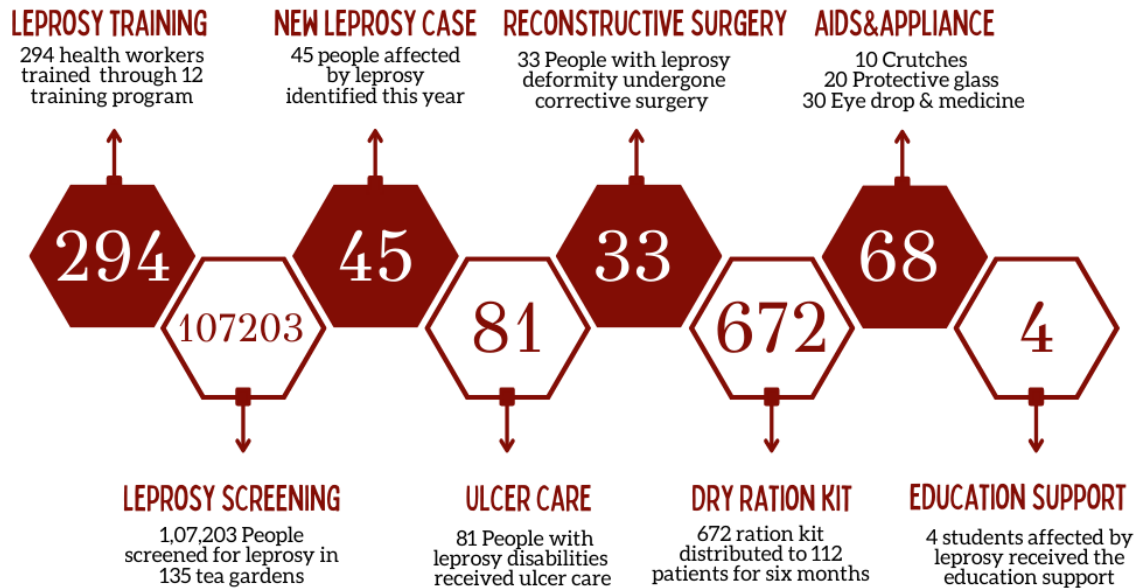 LEPROSY TRAINING
294 health workers
trained through 12
training program
NEW LEPROSY CASE
45 people affected
by leprosy
identified this year
RECONSTRUCTIVE SURGERY
33 People with leprosy
deformity undergone
corrective surgery
AIDS&APPLIANCE
10 Crutches
20 Protective glass
30 Eye drop & medicine
294
107203
45
81
33
672
68
4
LEPROSY SCREENING
1,07,203 People
screened for leprosy in
135 tea gardens
ULCER CARE
81 People with
leprosy disabilities
received ulcer care
DRY RATION KIT
672 ration kit
distributed to 112
patients for six months
EDUCATION SUPPORT
4 students affected by
leprosy received the
education support